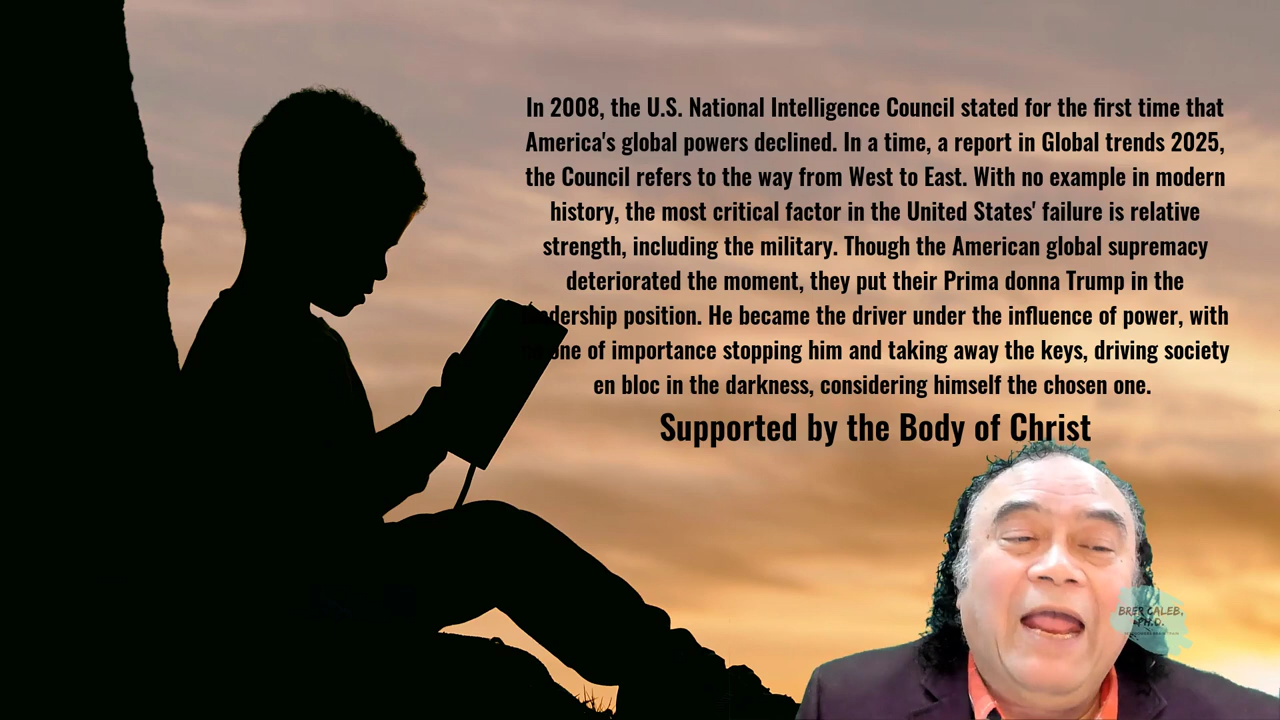 In 2008, the U.S. National Intelligence Council stated for the first time that
America's global powers declined. In a time, a report in Global trends 2025,
the Council refers to the way from West to East. With no example in modern
history, the most critical factor in the United States' failure is relative
strength, including the military. Though the American global supremacy
deteriorated the moment, they put their Prima donna Trump in the
leadership position. He became the driver under the influence of power, with
no one of importance stopping him and taking away the keys, driving society
en bloc in the darkness, considering himself the chosen one.
Supported by the Body of Christ
BRER CALEB,
PH.D.